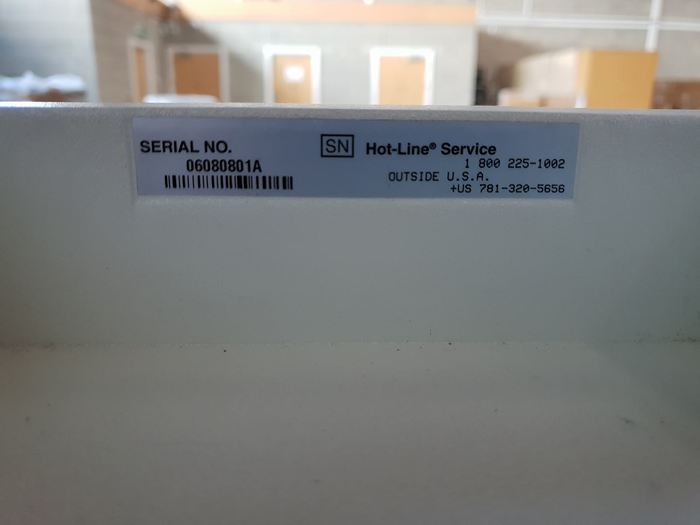 SERIAL NO.
06080801A
SN Hot-Line® Service
1 800 225-1002
OUTSIDE U.S.A.
+US 781-320-5656